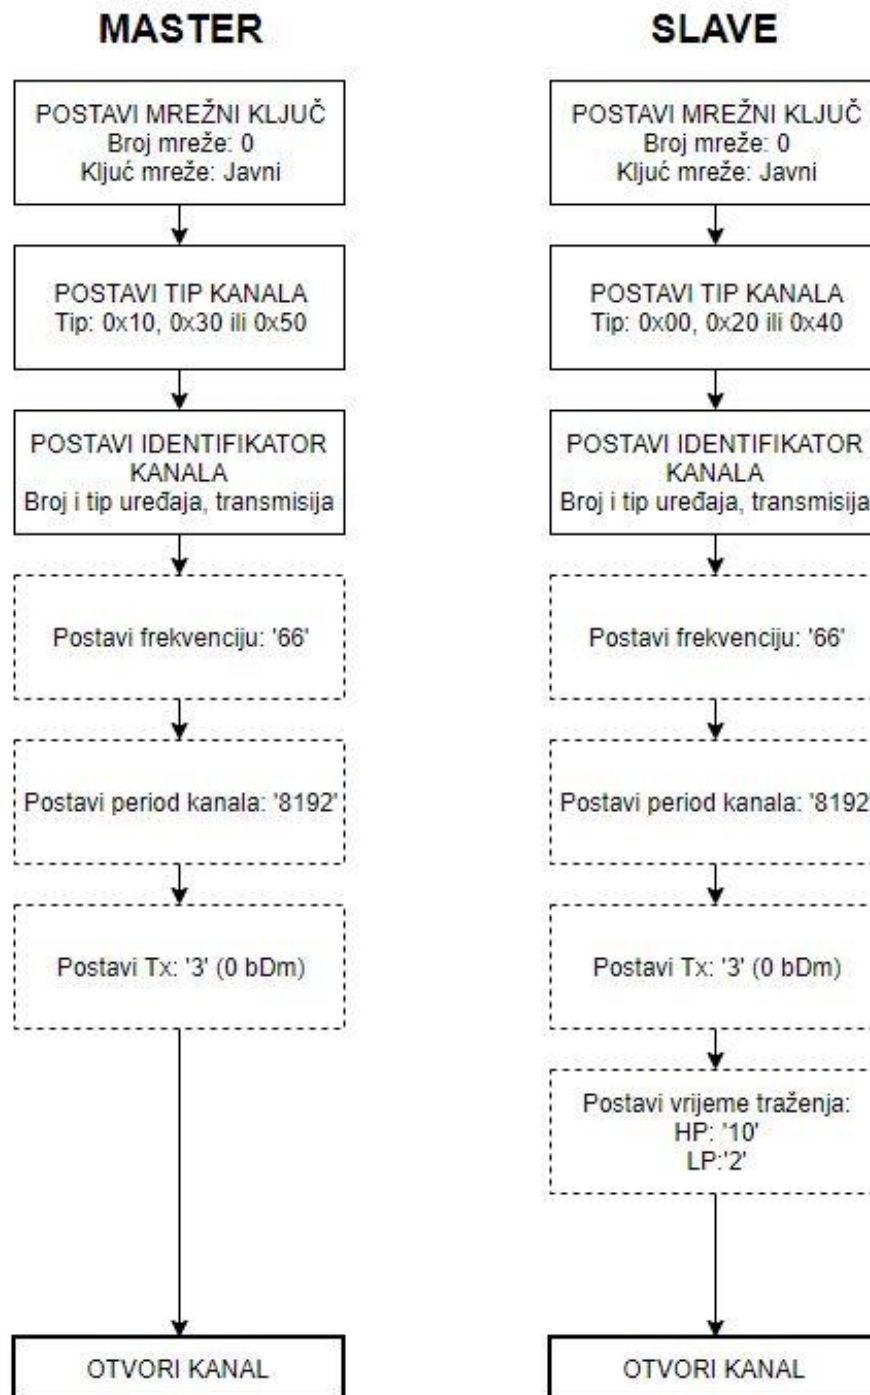 MASTER
POSTAVI MREŽNI KLJUČ
Broj mreže: 0
Ključ mreže: Javni
POSTAVI TIP KANALA
Tip: 0x10, 0x30 ili 0x50
POSTAVI IDENTIFIKATOR
KANALA
Broj i tip uređaja, transmisija
Postavi frekvenciju: '66'
Postavi period kanala: '8192'
Postavi Tx: '3' (0 bDm)
OTVORI KANAL
SLAVE
POSTAVI MREŽNI KLJUČ
Broj mreže: 0
Ključ mreže: Javni
POSTAVI TIP KANALA
Tip: 0x00, 0x20 ili 0x40
POSTAVI IDENTIFIKATOR
KANALA
Broj i tip uređaja, transmisija
Postavi frekvenciju: '66'
Postavi period kanala: '8192'
Postavi Tx: '3' (0 bDm)
Postavi vrijeme traženja:
HP: '10'
LP:'2'
OTVORI KANAL